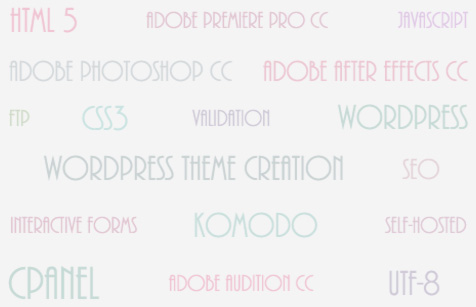 HTML 5 ADOBE PREMIERE PRO CC JAVASCRIPT
ADOBE PHOTOSHOP CC ADOBE AFTER EFFECTS CC
FTP CSS3 VALIDATION WORDPRESS
WORDPRESS THEME CREATION SEO
INTERACTIVE FORMS KOMODO SELF-HOSTED
CPANEL ADOBE AUDITION CC UTF-8